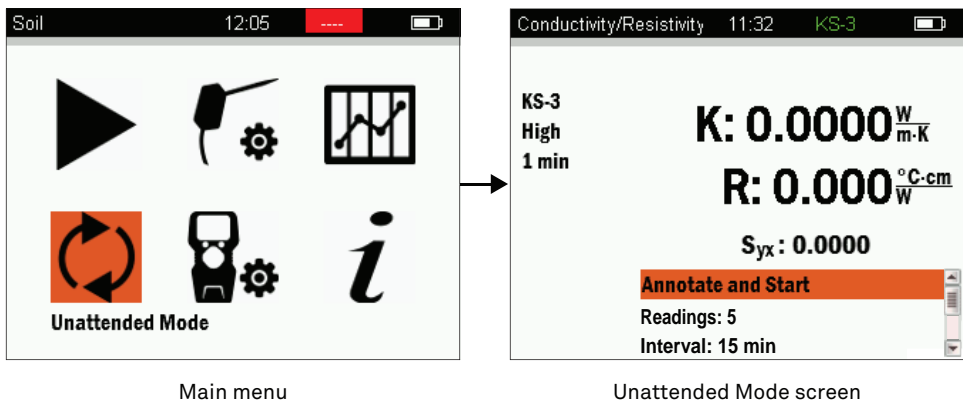 Soil 12:05 ----
Unattended Mode
Main menu
Conductivity/Resistivity 11:32 KS-3
KS-3
High
1 min
K: 0.0000 W/m·K
R: 0.000 °C·cm/W
Syx : 0.0000
Annotate and Start
Readings: 5
Interval: 15 min
Unattended Mode screen